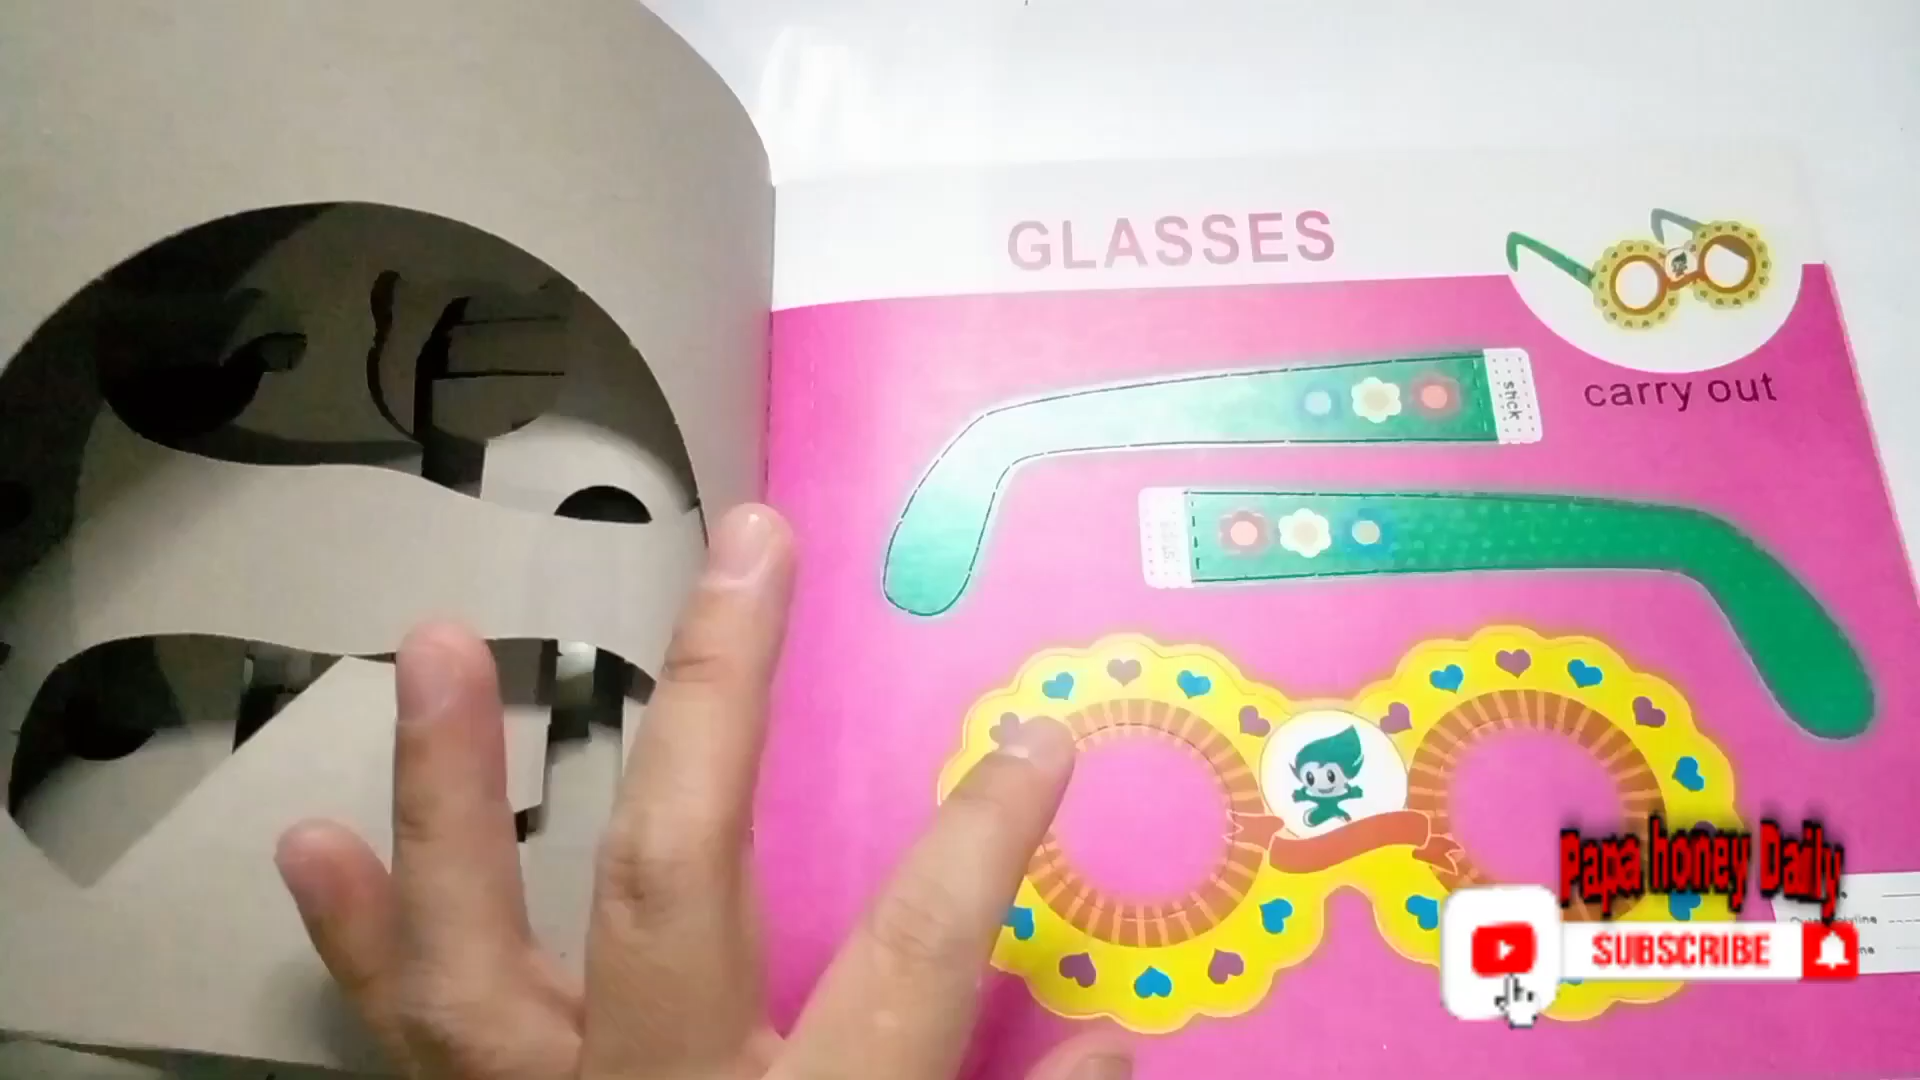 GLASSES
carry out
stick
Papa honey Daily
SUBSCRIBE